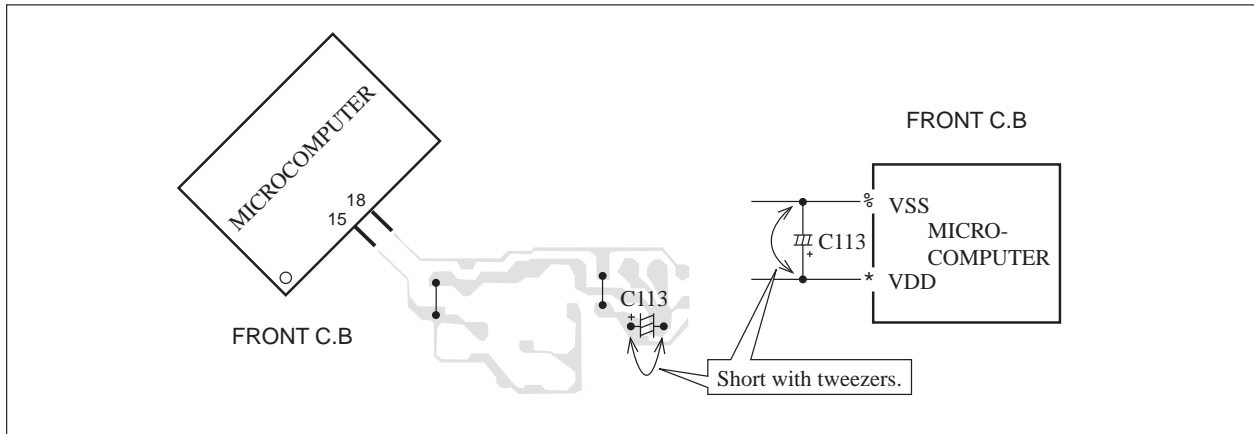 MICROCOMPUTER
15
18
FRONT C.B
C113
+
Short with tweezers.
FRONT C.B
% VSS
C113
+
MICRO-
COMPUTER
* VDD